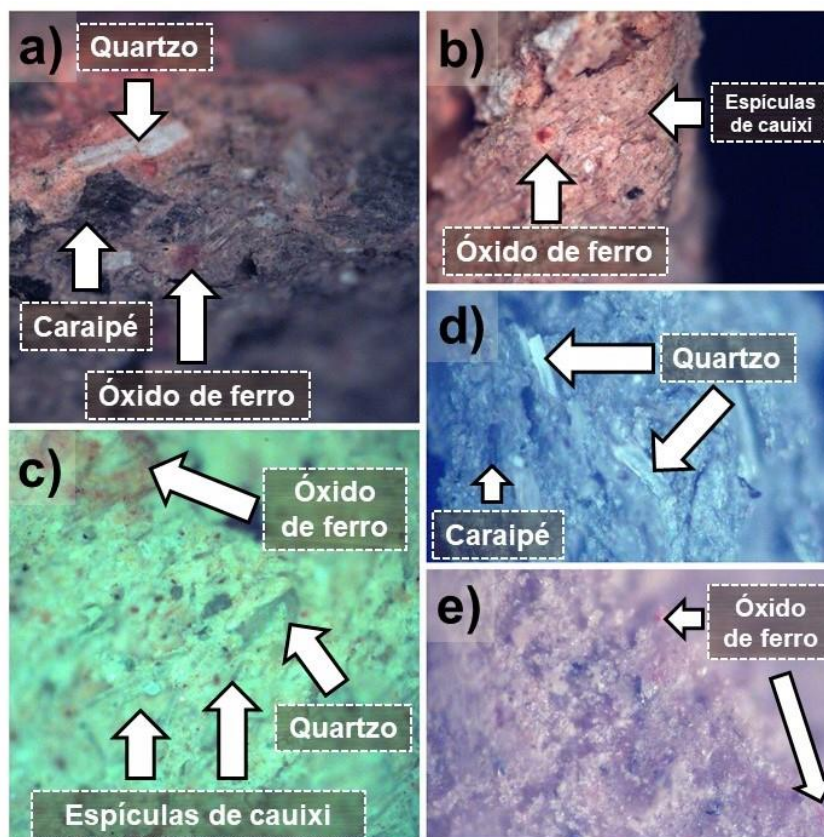 a)
Quartzo
Caraipé
Óxido de ferro
b)
Espículas
de cauixi
Óxido de ferro
c)
Óxido
de ferro
Quartzo
Espículas de cauixi
d)
Quartzo
Caraipé
e)
Óxido
de ferro